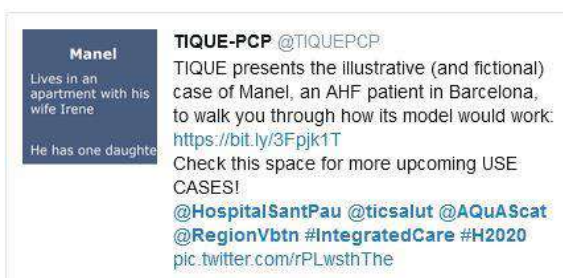 Manel
Lives in an
apartment with his
wife Irene
He has one daughte
TIQUE-PCP @TIQUEPCP
TIQUE presents the illustrative (and fictional)
case of Manel, an AHF patient in Barcelona,
to walk you through how its model would work:
https://bit.ly/3Fpjk1T
Check this space for more upcoming USE
CASES!
@HospitalSantPau @ticsalut @AQuAScat
@RegionVbtn #IntegratedCare #H2020
pic.twitter.com/rPLwsthThe